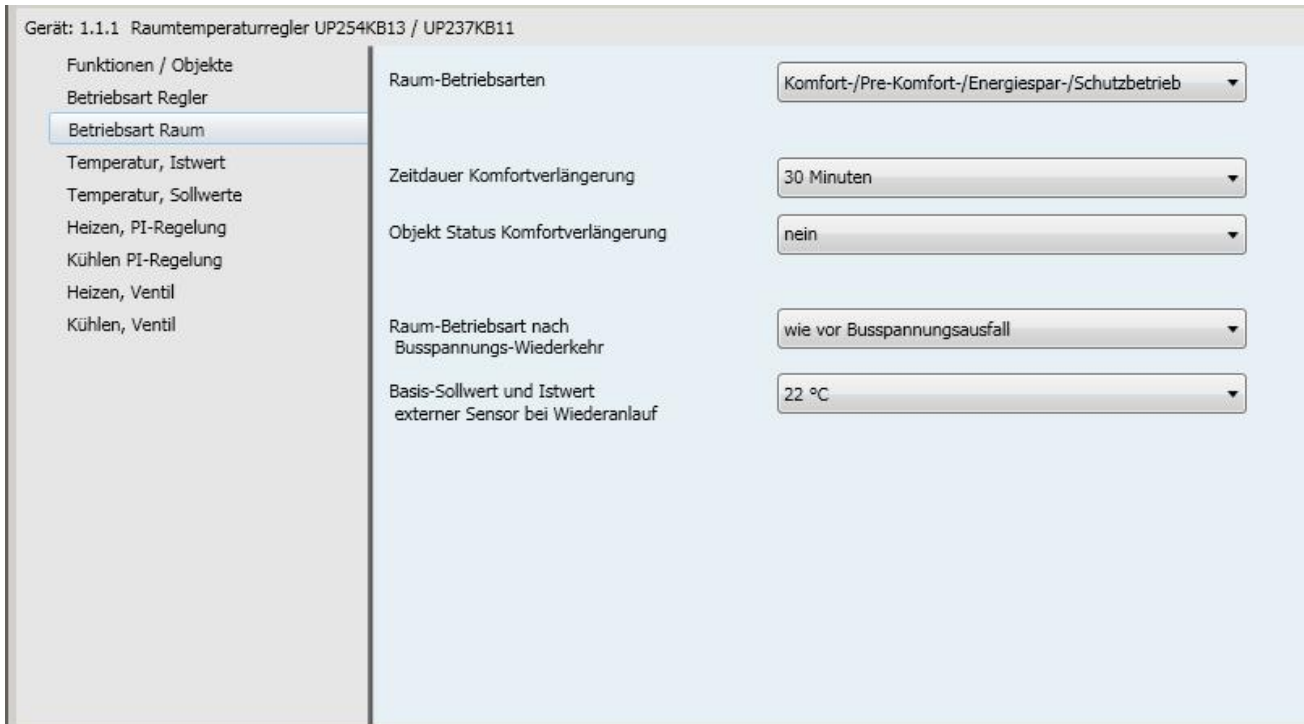 Gerät: 1.1.1 Raumtemperaturregler UP254KB13 / UP237KB11
Funktionen / Objekte
Betriebsart Regler
Betriebsart Raum
Temperatur, Istwert
Temperatur, Sollwerte
Heizen, PI-Regelung
Kühlen PI-Regelung
Heizen, Ventil
Kühlen, Ventil
Raum-Betriebsarten
Komfort-/Pre-Komfort-/Energiespar-/Schutzbetrieb
Zeitdauer Komfortverlängerung
30 Minuten
Objekt Status Komfortverlängerung
nein
Raum-Betriebsart nach
Busspannungs-Wiederkehr
wie vor Busspannungsausfall
Basis-Sollwert und Istwert
externer Sensor bei Wiederanlauf
22 °C